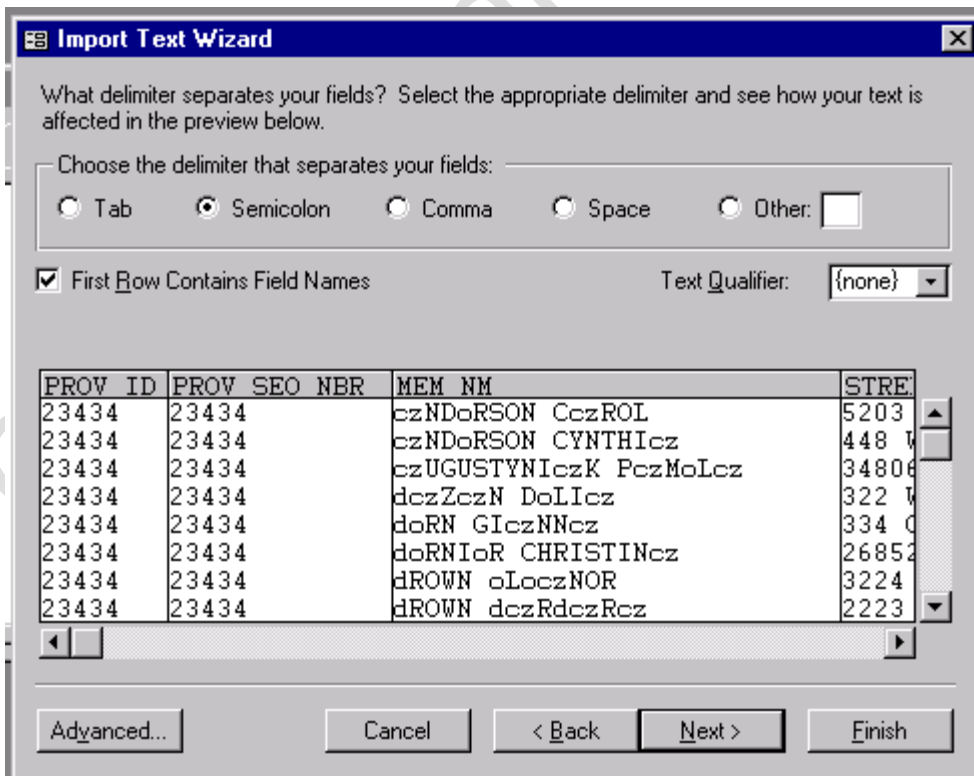 Import Text Wizard
What delimiter separates your fields? Select the appropriate delimiter and see how your text is
affected in the preview below.
Choose the delimiter that separates your fields:
Tab Semicolon Comma Space Other:
First Row Contains Field Names Text Qualifier: {none}
PROV ID PROV SEO NBR MEM NM STRE
23434 23434 czNDoRSON CczROL 5203
23434 23434 czNDoRSON CYNTHIcz 448
23434 23434 czUGUSTYNIczK PczMoLcz 34806
23434 23434 dczZczN DoLIcz 322
23434 23434 doRN GIczNNcz 334
23434 23434 doRNIoR CHRISTINcz 26852
23434 23434 dROWN oLoczNOR 3224
23434 23434 dROWN dczRdczRcz 2223
Advanced... Cancel < Back Next > Finish